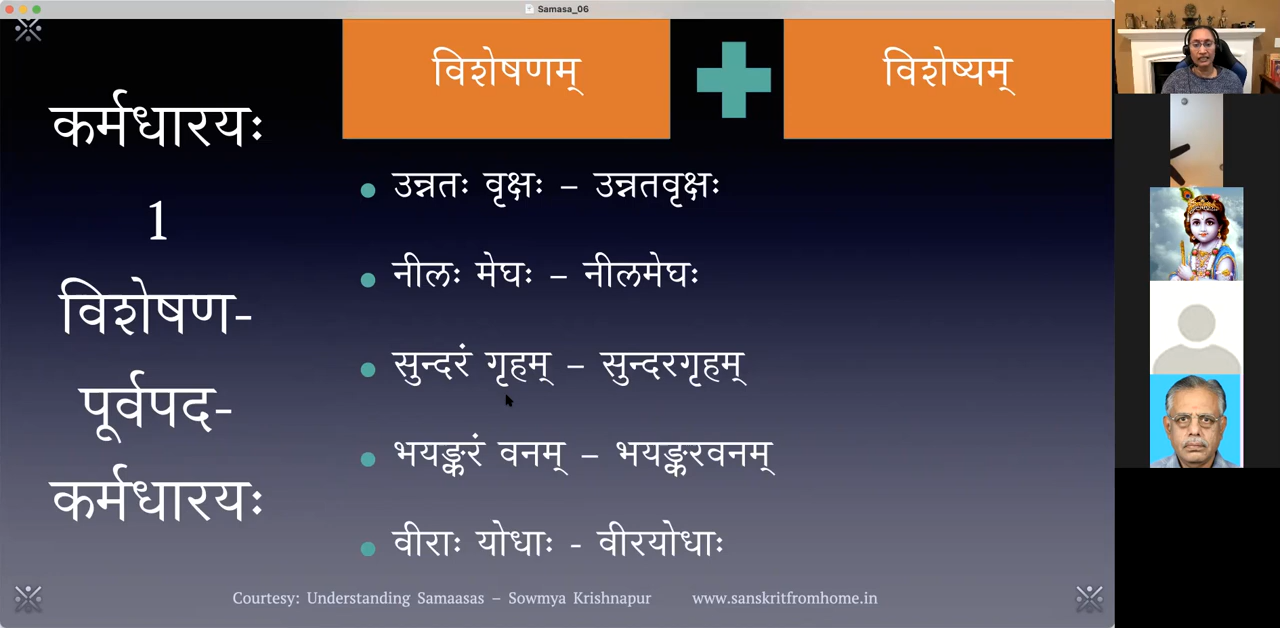 Samasa_06
कर्मधारयः
1
विशेषण-
पूर्वपद-
कर्मधारयः
विशेषणम्
विशेष्यम्
उन्नतः वृक्षः – उन्नतवृक्षः
नीलः मेघः – नीलमेघः
सुन्दरं गृहम् – सुन्दरगृहम्
भयङ्करं वनम् – भयङ्करवनम्
वीराः योधाः - वीरयोधाः
Courtesy: Understanding Samaasas – Sowmya Krishnapur www.sanskritfromhome.in